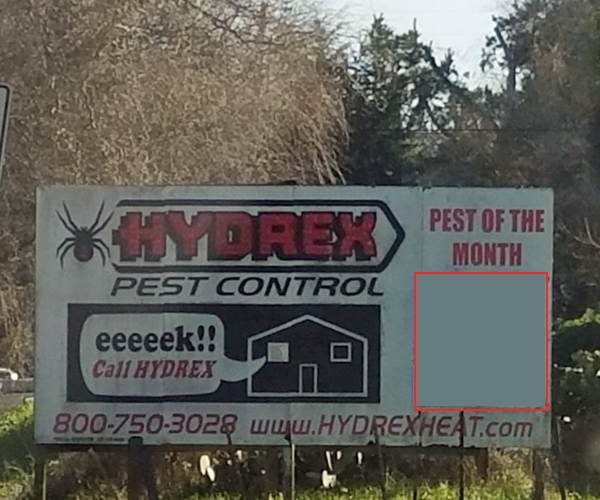 HYDREX
PEST CONTROL
eeeeek!!
Call HYDREX
800-750-3028 www.HYDREXHEAT.com
PEST OF THE
MONTH